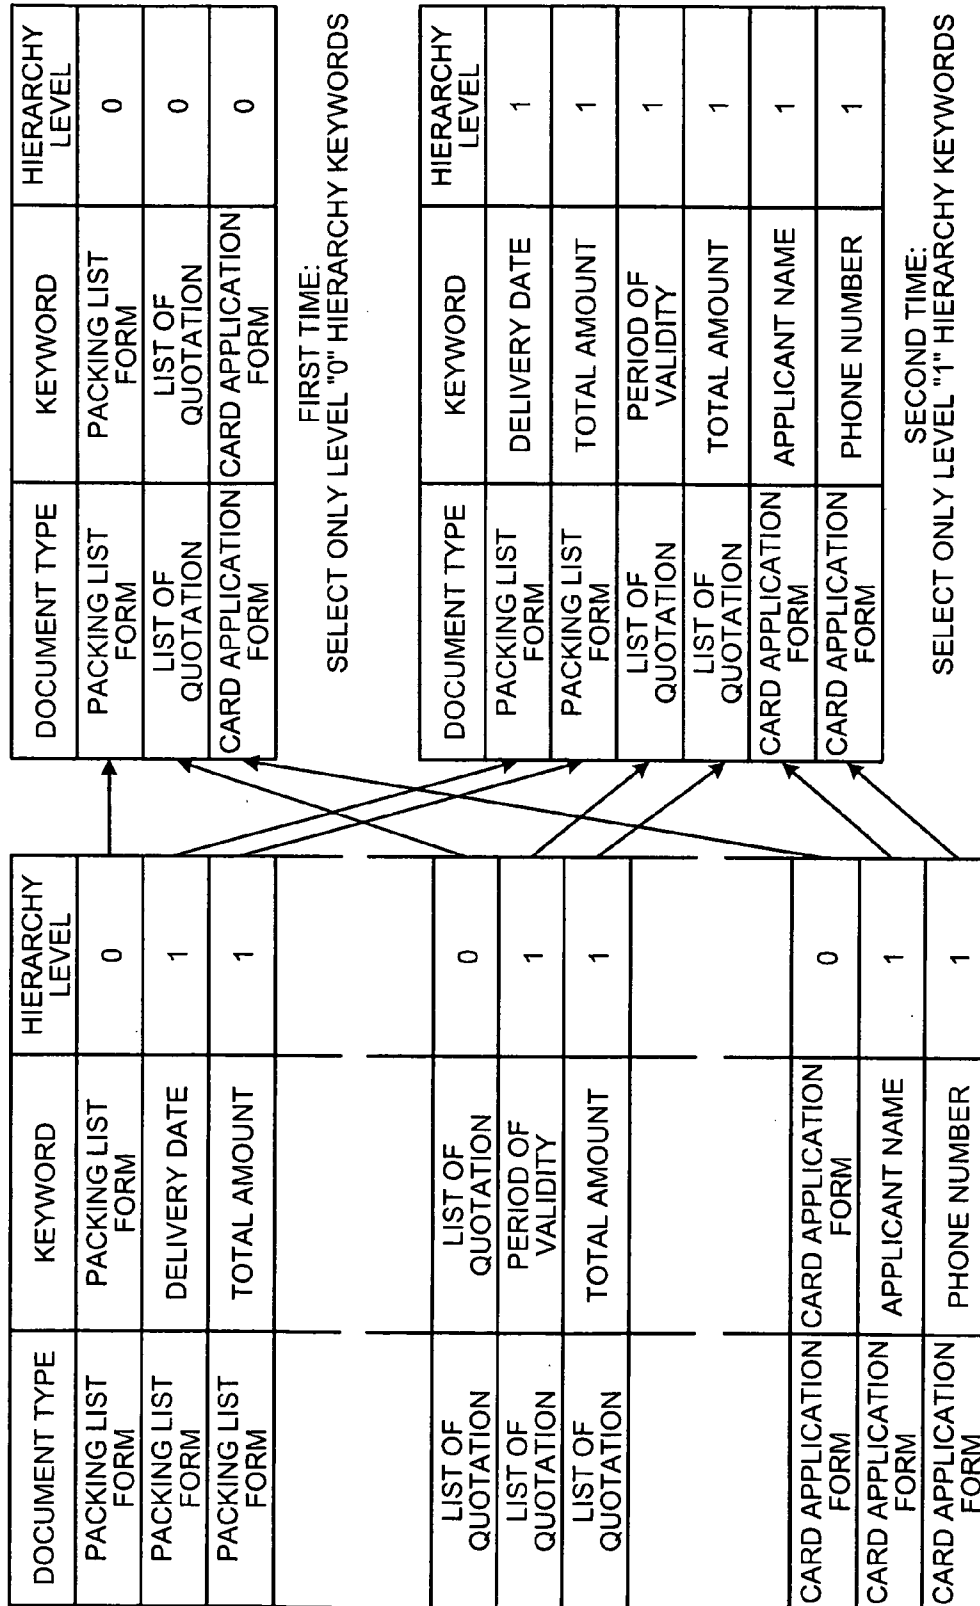 DOCUMENT TYPE KEYWORD HIERARCHY
LEVEL
PACKING LIST
FORM PACKING LIST
FORM 0
PACKING LIST
FORM DELIVERY DATE 1
PACKING LIST
FORM TOTAL AMOUNT 1
LIST OF
QUOTATION LIST OF
QUOTATION 0
LIST OF
QUOTATION PERIOD OF
VALIDITY 1
LIST OF
QUOTATION TOTAL AMOUNT 1
CARD APPLICATION
FORM CARD APPLICATION
FORM 0
CARD APPLICATION
FORM APPLICANT NAME 1
CARD APPLICATION
FORM PHONE NUMBER 1
DOCUMENT TYPE KEYWORD HIERARCHY
LEVEL
PACKING LIST
FORM PACKING LIST
FORM 0
LIST OF
QUOTATION LIST OF
QUOTATION 0
CARD APPLICATION
FORM CARD APPLICATION
FORM 0
FIRST TIME:
SELECT ONLY LEVEL "0" HIERARCHY KEYWORDS
DOCUMENT TYPE KEYWORD HIERARCHY
LEVEL
PACKING LIST
FORM DELIVERY DATE 1
PACKING LIST
FORM TOTAL AMOUNT 1
LIST OF
QUOTATION PERIOD OF
VALIDITY 1
LIST OF
QUOTATION TOTAL AMOUNT 1
CARD APPLICATION
FORM APPLICANT NAME 1
CARD APPLICATION
FORM PHONE NUMBER 1
SECOND TIME:
SELECT ONLY LEVEL "1" HIERARCHY KEYWORDS